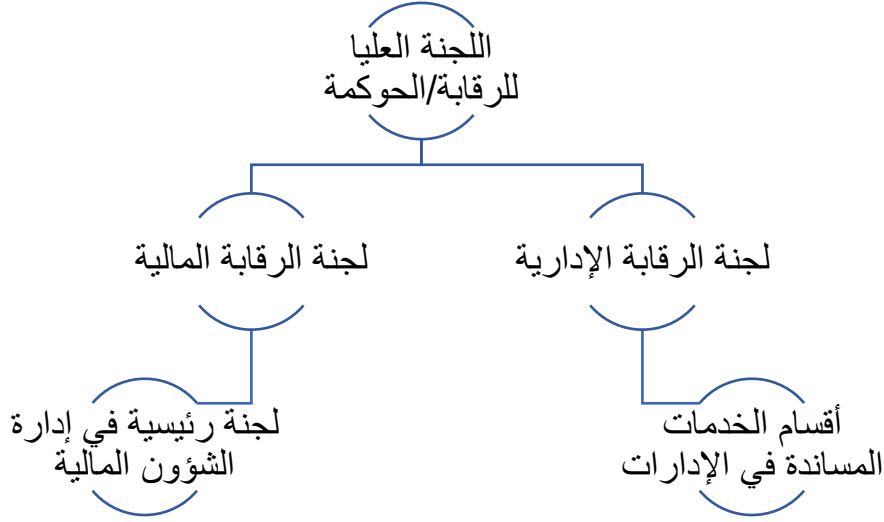 اللجنة العليا
للرقابة/الحوكمة
لجنة الرقابة الإدارية
لجنة الرقابة المالية
أقسام الخدمات
المساندة في الإدارات
لجنة رئيسية في إدارة
الشؤون المالية